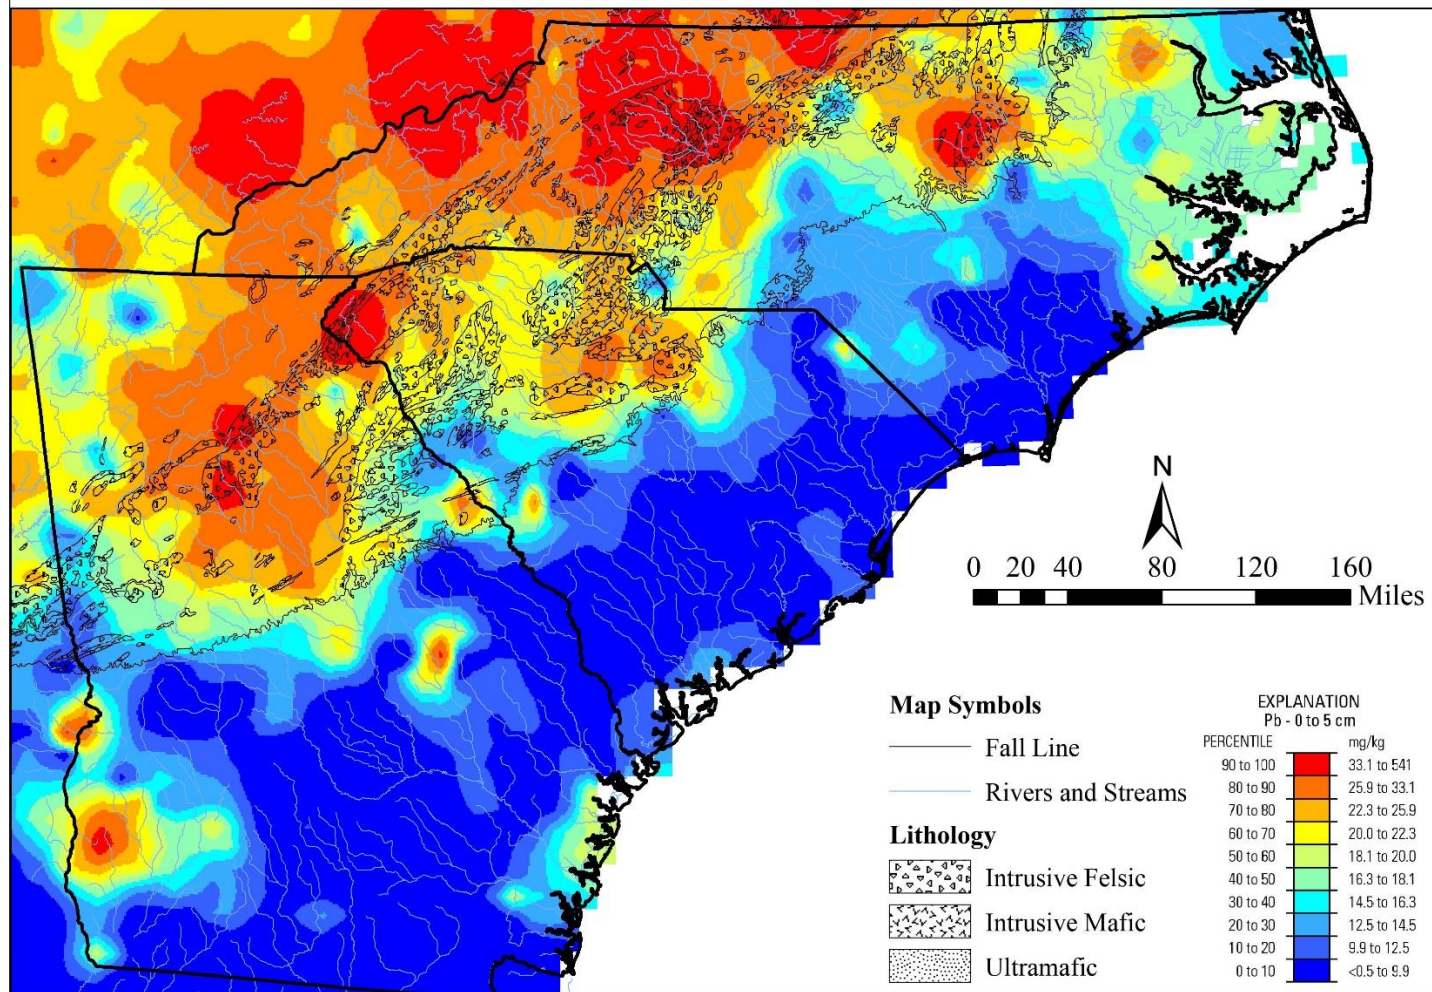 N
0 20 40 80 120 160
Miles
Map Symbols
Fall Line
Rivers and Streams
Lithology
Intrusive Felsic
Intrusive Mafic
Ultramafic
EXPLANATION
Pb - 0 to 5 cm
PERCENTILE mg/kg
90 to 100 33.1 to 541
80 to 90 25.9 to 33.1
70 to 80 22.3 to 25.9
60 to 70 20.0 to 22.3
50 to 60 18.1 to 20.0
40 to 50 16.3 to 18.1
30 to 40 14.5 to 16.3
20 to 30 12.5 to 14.5
10 to 20 9.9 to 12.5
0 to 10 <0.5 to 9.9